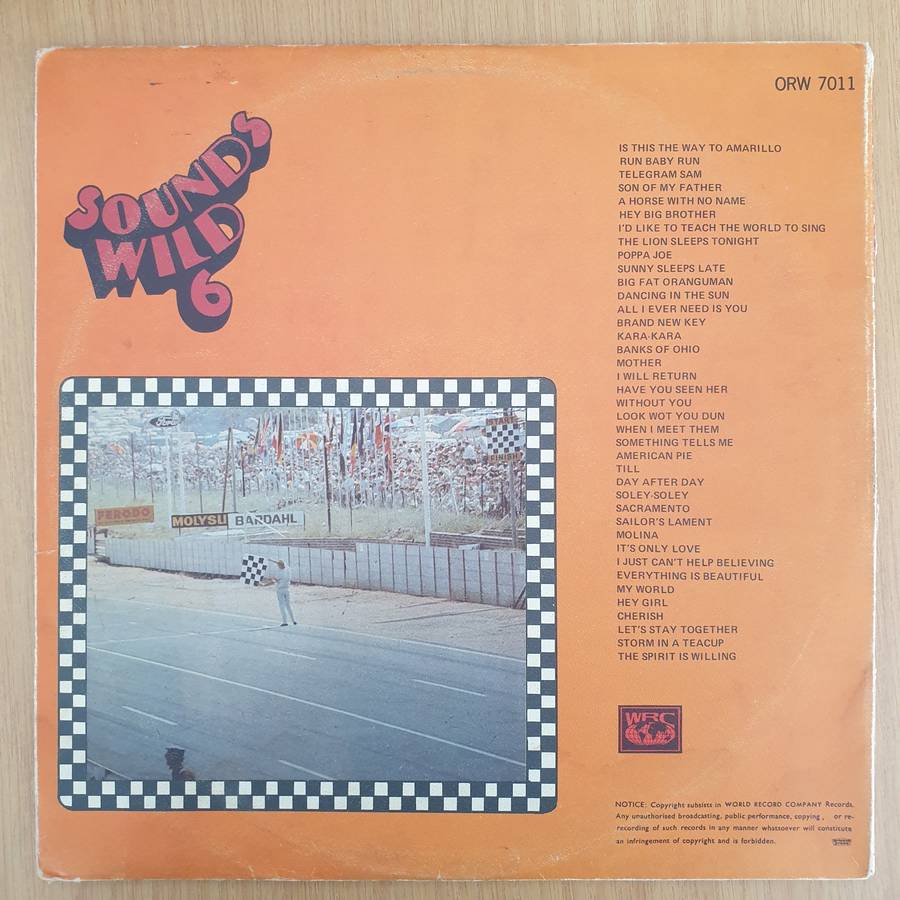 ORW 7011
SOUNDS
WILD
6
IS THIS THE WAY TO AMARILLO
RUN BABY RUN
TELEGRAM SAM
SON OF MY FATHER
A HORSE WITH NO NAME
HEY BIG BROTHER
I'D LIKE TO TEACH THE WORLD TO SING
THE LION SLEEPS TONIGHT
POPPA JOE
SUNNY SLEEPS LATE
BIG FAT ORANGUMAN
DANCING IN THE SUN
ALL I EVER NEED IS YOU
BRAND NEW KEY
KARA-KARA
BANKS OF OHIO
MOTHER
I WILL RETURN
HAVE YOU SEEN HER
WITHOUT YOU
LOOK WOT YOU DUN
WHEN I MEET THEM
SOMETHING TELLS ME
AMERICAN PIE
TILL
DAY AFTER DAY
SOLEY-SOLEY
SACRAMENTO
SAILOR'S LAMENT
MOLINA
IT'S ONLY LOVE
I JUST CAN'T HELP BELIEVING
EVERYTHING IS BEAUTIFUL
MY WORLD
HEY GIRL
CHERISH
LET'S STAY TOGETHER
STORM IN A TEACUP
THE SPIRIT IS WILLING
Ford
START
FINISH
FERODO
MOLYSLI BARDAHL
WRC
NOTICE: Copyright subsists in WORLD RECORD COMPANY Records.
Any unauthorised broadcasting, public performance, copying, or re-
recording of such records in any manner whatsoever will constitute
an infringement of copyright and is forbidden.